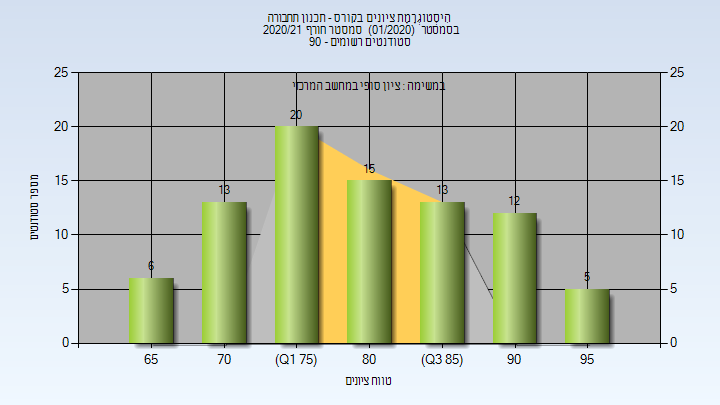 היסטוגרמת ציונים בקורס - תכנון תחבורה
בסמסטר (01/2020) סמסטר חורף 2020/21
סטודנטים רשומים - 90
במשימה : ציון סופי במחשב המרכזי
25 25
20 20
15 15
10 10
5 5
0 0
6 13 20 15 13 12 5
65 70 (Q1 75) 80 (Q3 85) 90 95
מספר סטודנטים
טווח ציונים